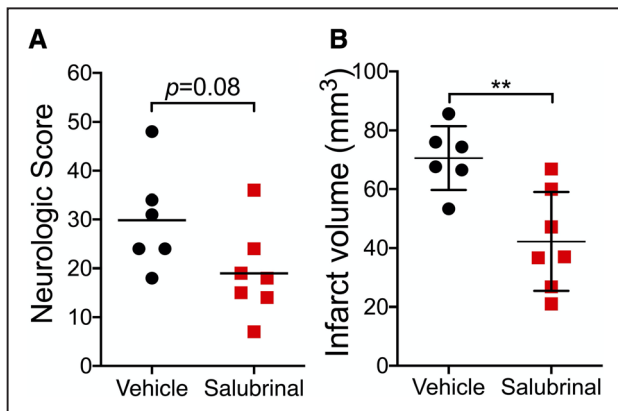 A
Neurologic Score
60
50
40
30
20
10
0
p=0.08
Vehicle
Salubrinal
B
Infarct volume (mm³)
100
80
60
40
20
0
**
Vehicle
Salubrinal